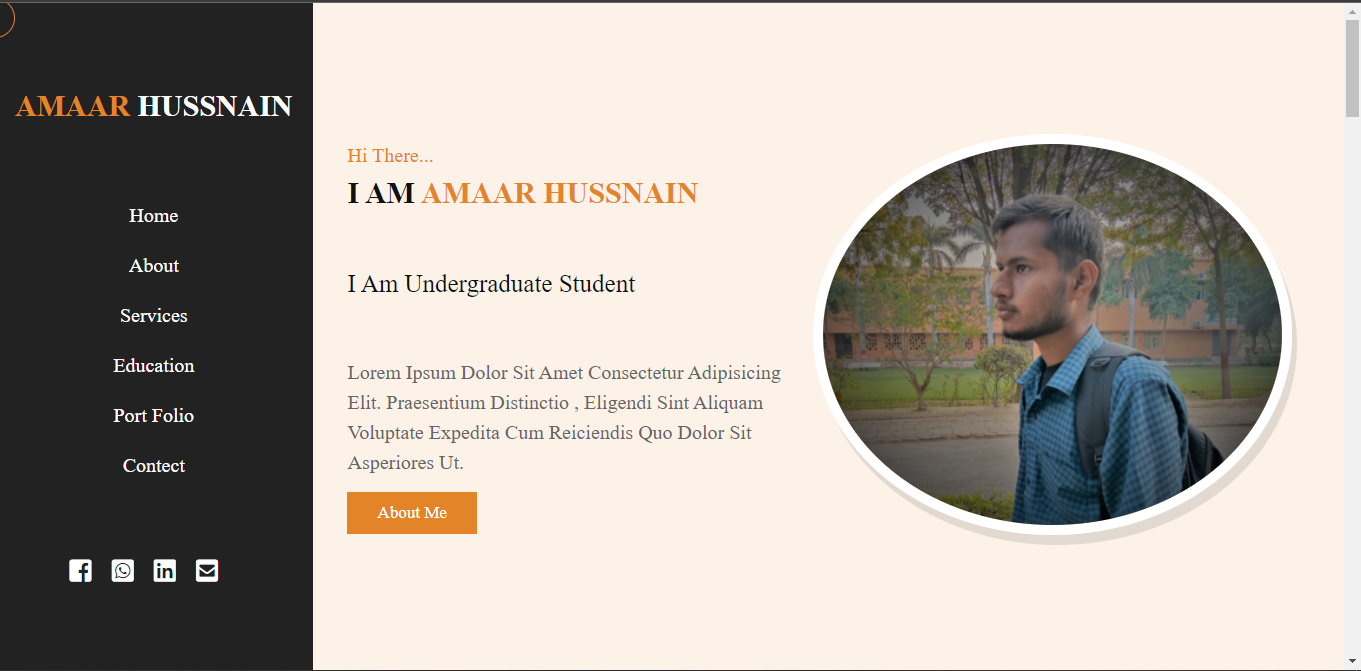 AMAAR HUSSNAIN
Home
About
Services
Education
Port Folio
Contect
Hi There...
I AM AMAAR HUSSNAIN
I Am Undergraduate Student
Lorem Ipsum Dolor Sit Amet Consectetur Adipisicing
Elit. Praesentium Distinctio , Eligendi Sint Aliquam
Voluptate Expedita Cum Reiciendis Quo Dolor Sit
Asperiores Ut.
About Me